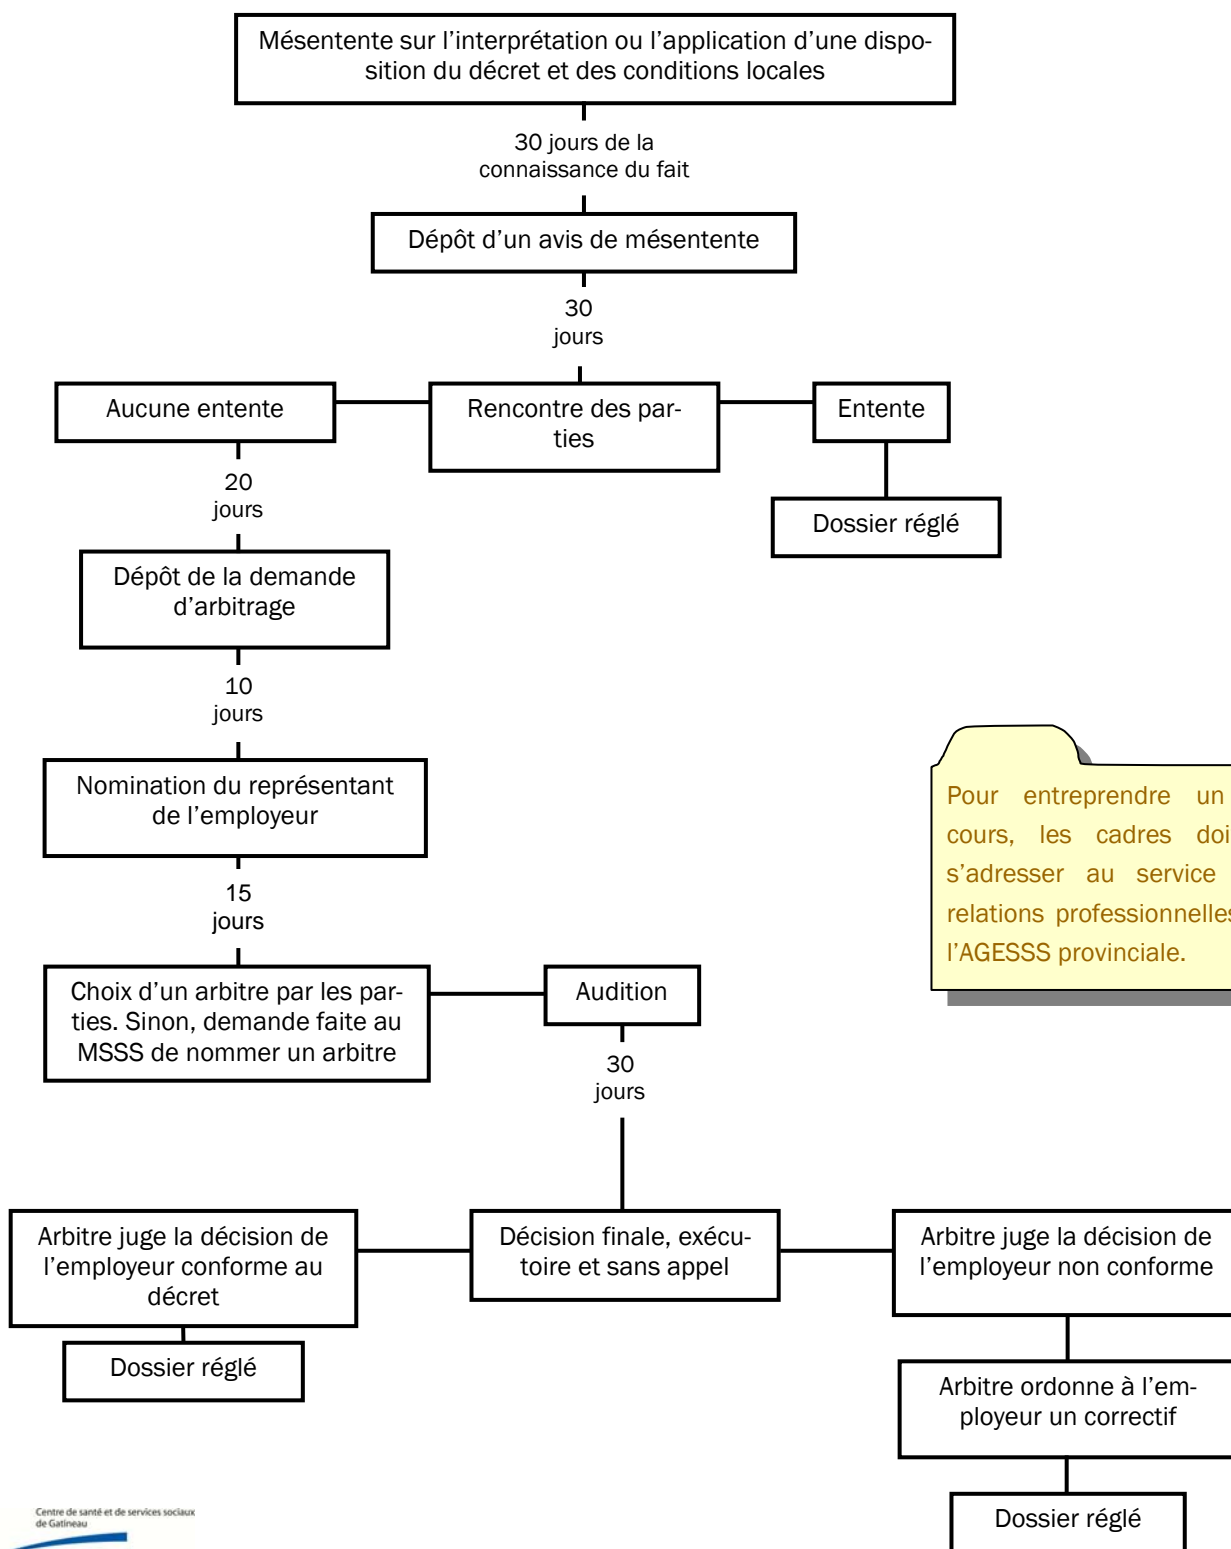 Mésentente sur l'interprétation ou l'application d'une dispo-
sition du décret et des conditions locales
30 jours de la
connaissance du fait
Dépôt d'un avis de mésentente
30
jours
Aucune entente
Rencontre des par-
ties
Entente
20
jours
Dossier réglé
Dépôt de la demande
d'arbitrage
10
jours
Nomination du représentant
de l'employeur
Pour entreprendre un
cours, les cadres doi
s'adresser au service
relations professionnelles
l'AGESSS provinciale.
15
jours
Choix d'un arbitre par les par-
ties. Sinon, demande faite au
MSSS de nommer un arbitre
Audition
30
jours
Arbitre juge la décision de
l'employeur conforme au
décret
Décision finale, exécu-
toire et sans appel
Arbitre juge la décision de
l'employeur non conforme
Dossier réglé
Arbitre ordonne à l'em-
ployeur un correctif
Dossier réglé
Centre de santé et de services sociaux
de Gatineau